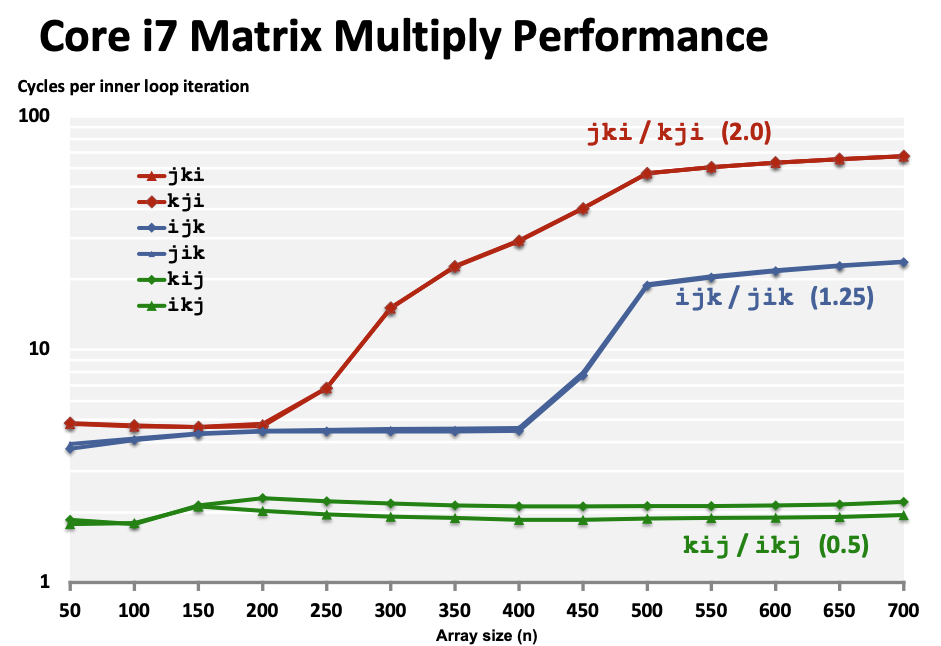 Core i7 Matrix Multiply Performance
Cycles per inner loop iteration
100
jki / kji (2.0)
jki
kji
ijk
jik
kij
ikj
ijk / jik (1.25)
10
kij / ikj (0.5)
1
50 100 150 200 250 300 350 400 450 500 550 600 650 700
Array size (n)